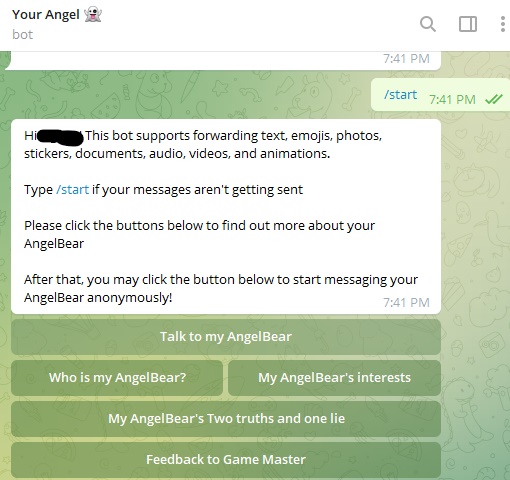 Your Angel 👻
bot
7:41 PM
/start 7:41 PM
Hi This bot supports forwarding text, emojis, photos,
stickers, documents, audio, videos, and animations.
Type /start if your messages aren't getting sent
Please click the buttons below to find out more about your
AngelBear
After that, you may click the button below to start messaging your
AngelBear anonymously!
7:41 PM
Talk to my AngelBear
Who is my AngelBear?
My AngelBear's interests
My AngelBear's Two truths and one lie
Feedback to Game Master